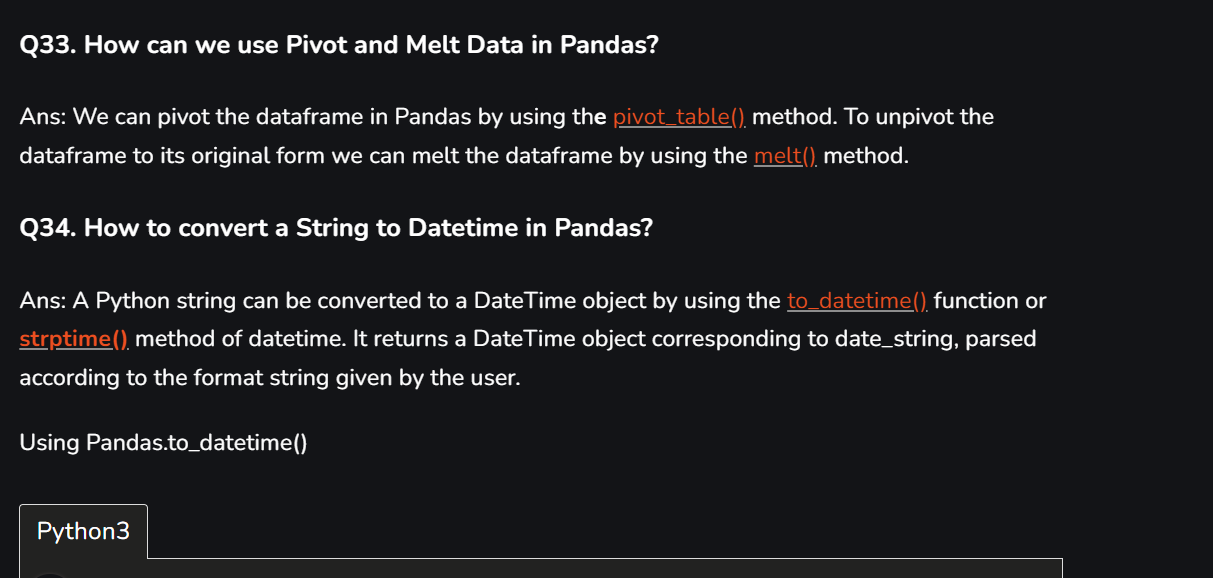 Q33. How can we use Pivot and Melt Data in Pandas?
Ans: We can pivot the dataframe in Pandas by using the pivot_table() method. To unpivot the
dataframe to its original form we can melt the dataframe by using the melt() method.
Q34. How to convert a String to Datetime in Pandas?
Ans: A Python string can be converted to a DateTime object by using the to_datetime() function or
strptime() method of datetime. It returns a DateTime object corresponding to date_string, parsed
according to the format string given by the user.
Using Pandas.to_datetime()
Python3